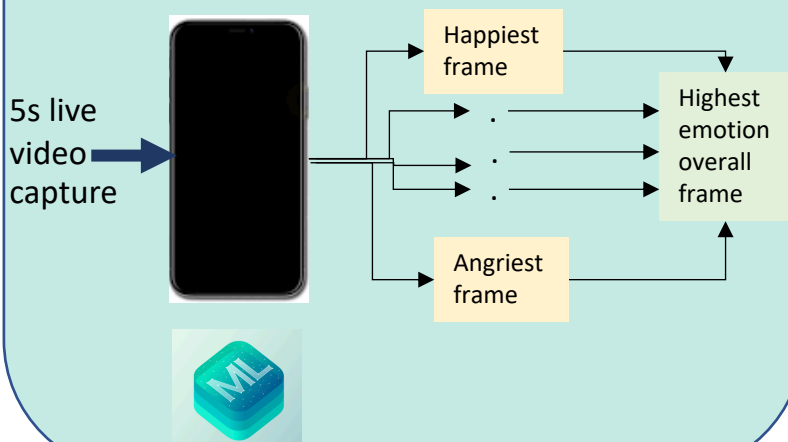 5s live
video
capture
Happiest
frame
.
.
.
Angriest
frame
Highest
emotion
overall
frame
ML